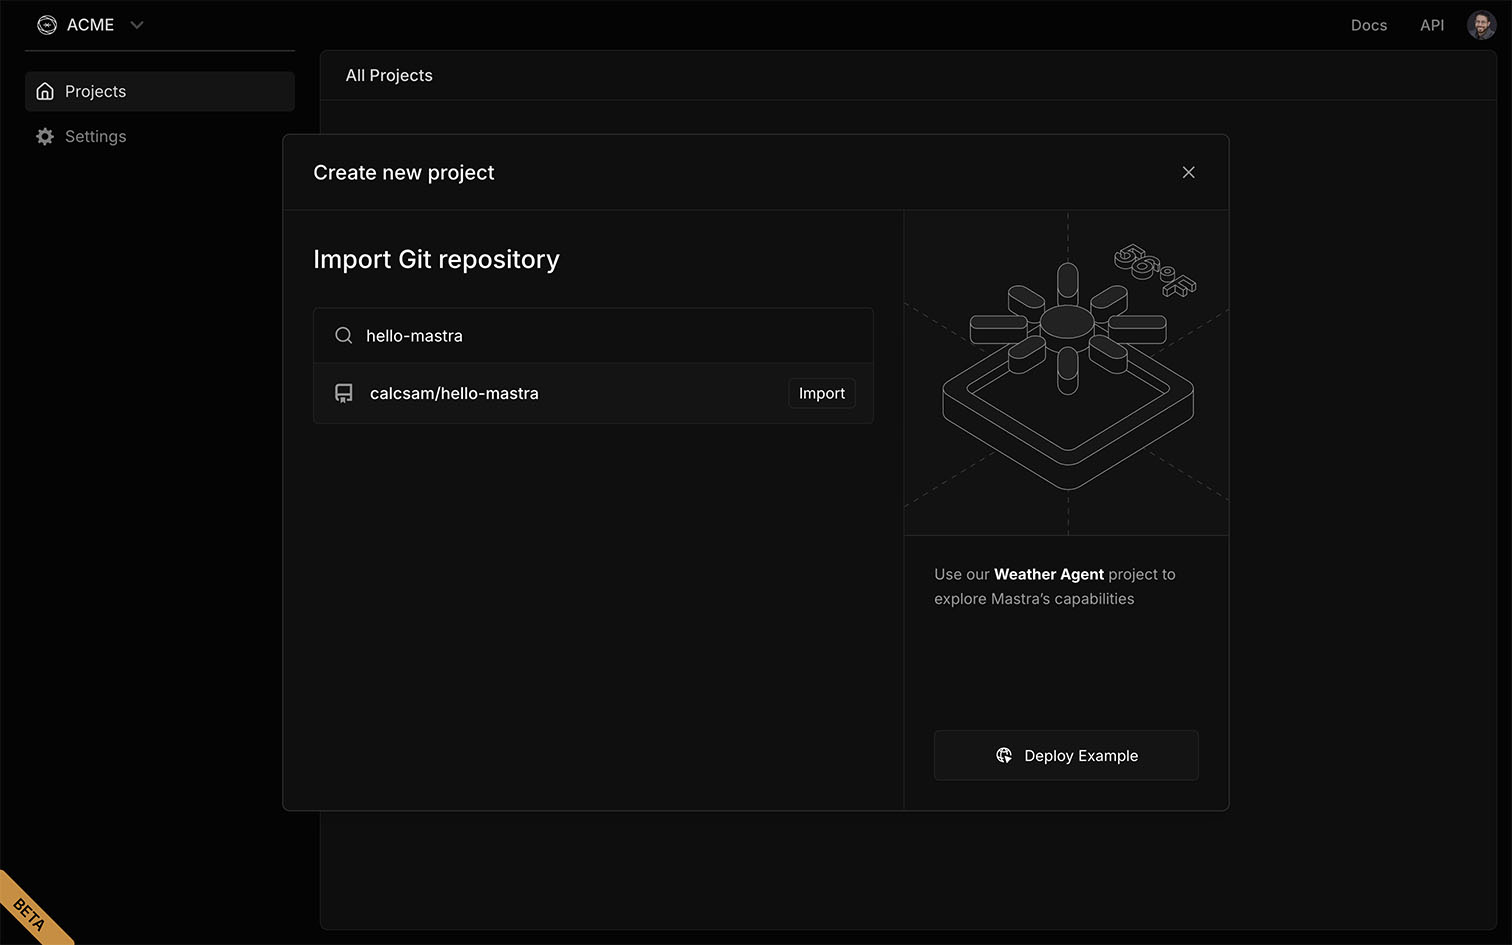 ACME
Docs
API
Projects
Settings
All Projects
Create new project
Import Git repository
hello-mastra
calcsam/hello-mastra
Import
56°F
Use our Weather Agent project to
explore Mastra’s capabilities
Deploy Example
BETA